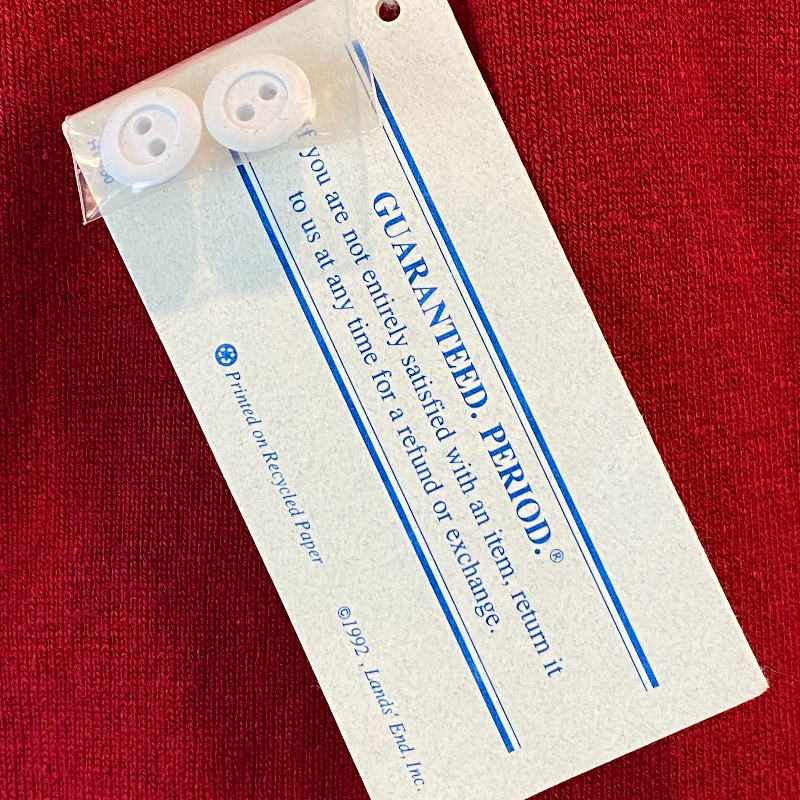 GUARANTEED. PERIOD.®
If you are not entirely satisfied with an item, return it
to us at any time for a refund or exchange.
Printed on Recycled Paper
©1992, Lands' End, Inc.